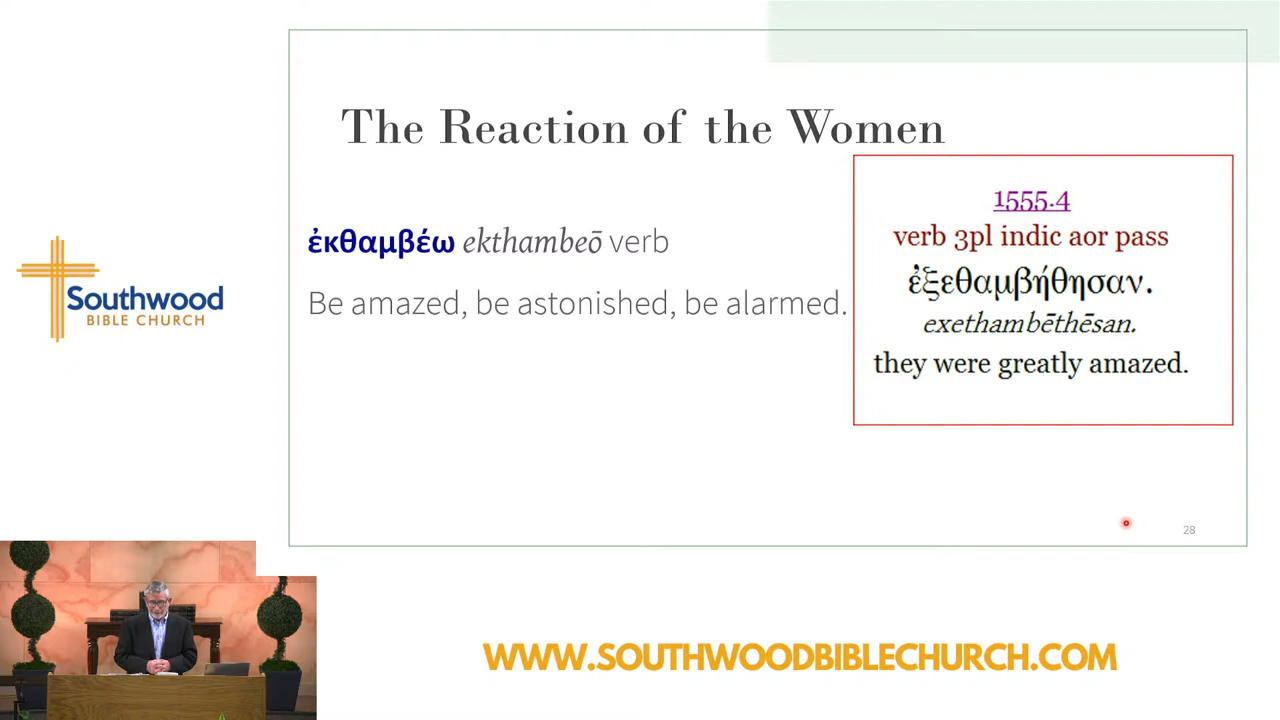 The Reaction of the Women
ἐκθαμβέω ekthambeō verb
Be amazed, be astonished, be alarmed.
1555.4
verb 3pl indic aor pass
ἐξεθαμβήθησαν.
exethambēthēsan.
they were greatly amazed.
28
Southwood
BIBLE CHURCH
WWW.SOUTHWOODBIBLECHURCH.COM